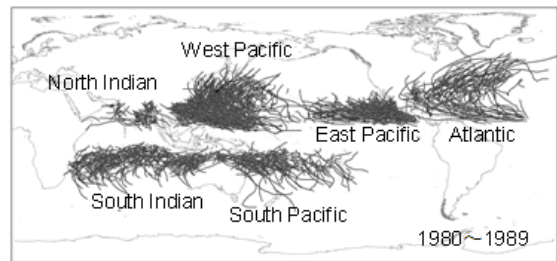 West Pacific
North Indian
East Pacific
Atlantic
South Indian
South Pacific
1980～1989